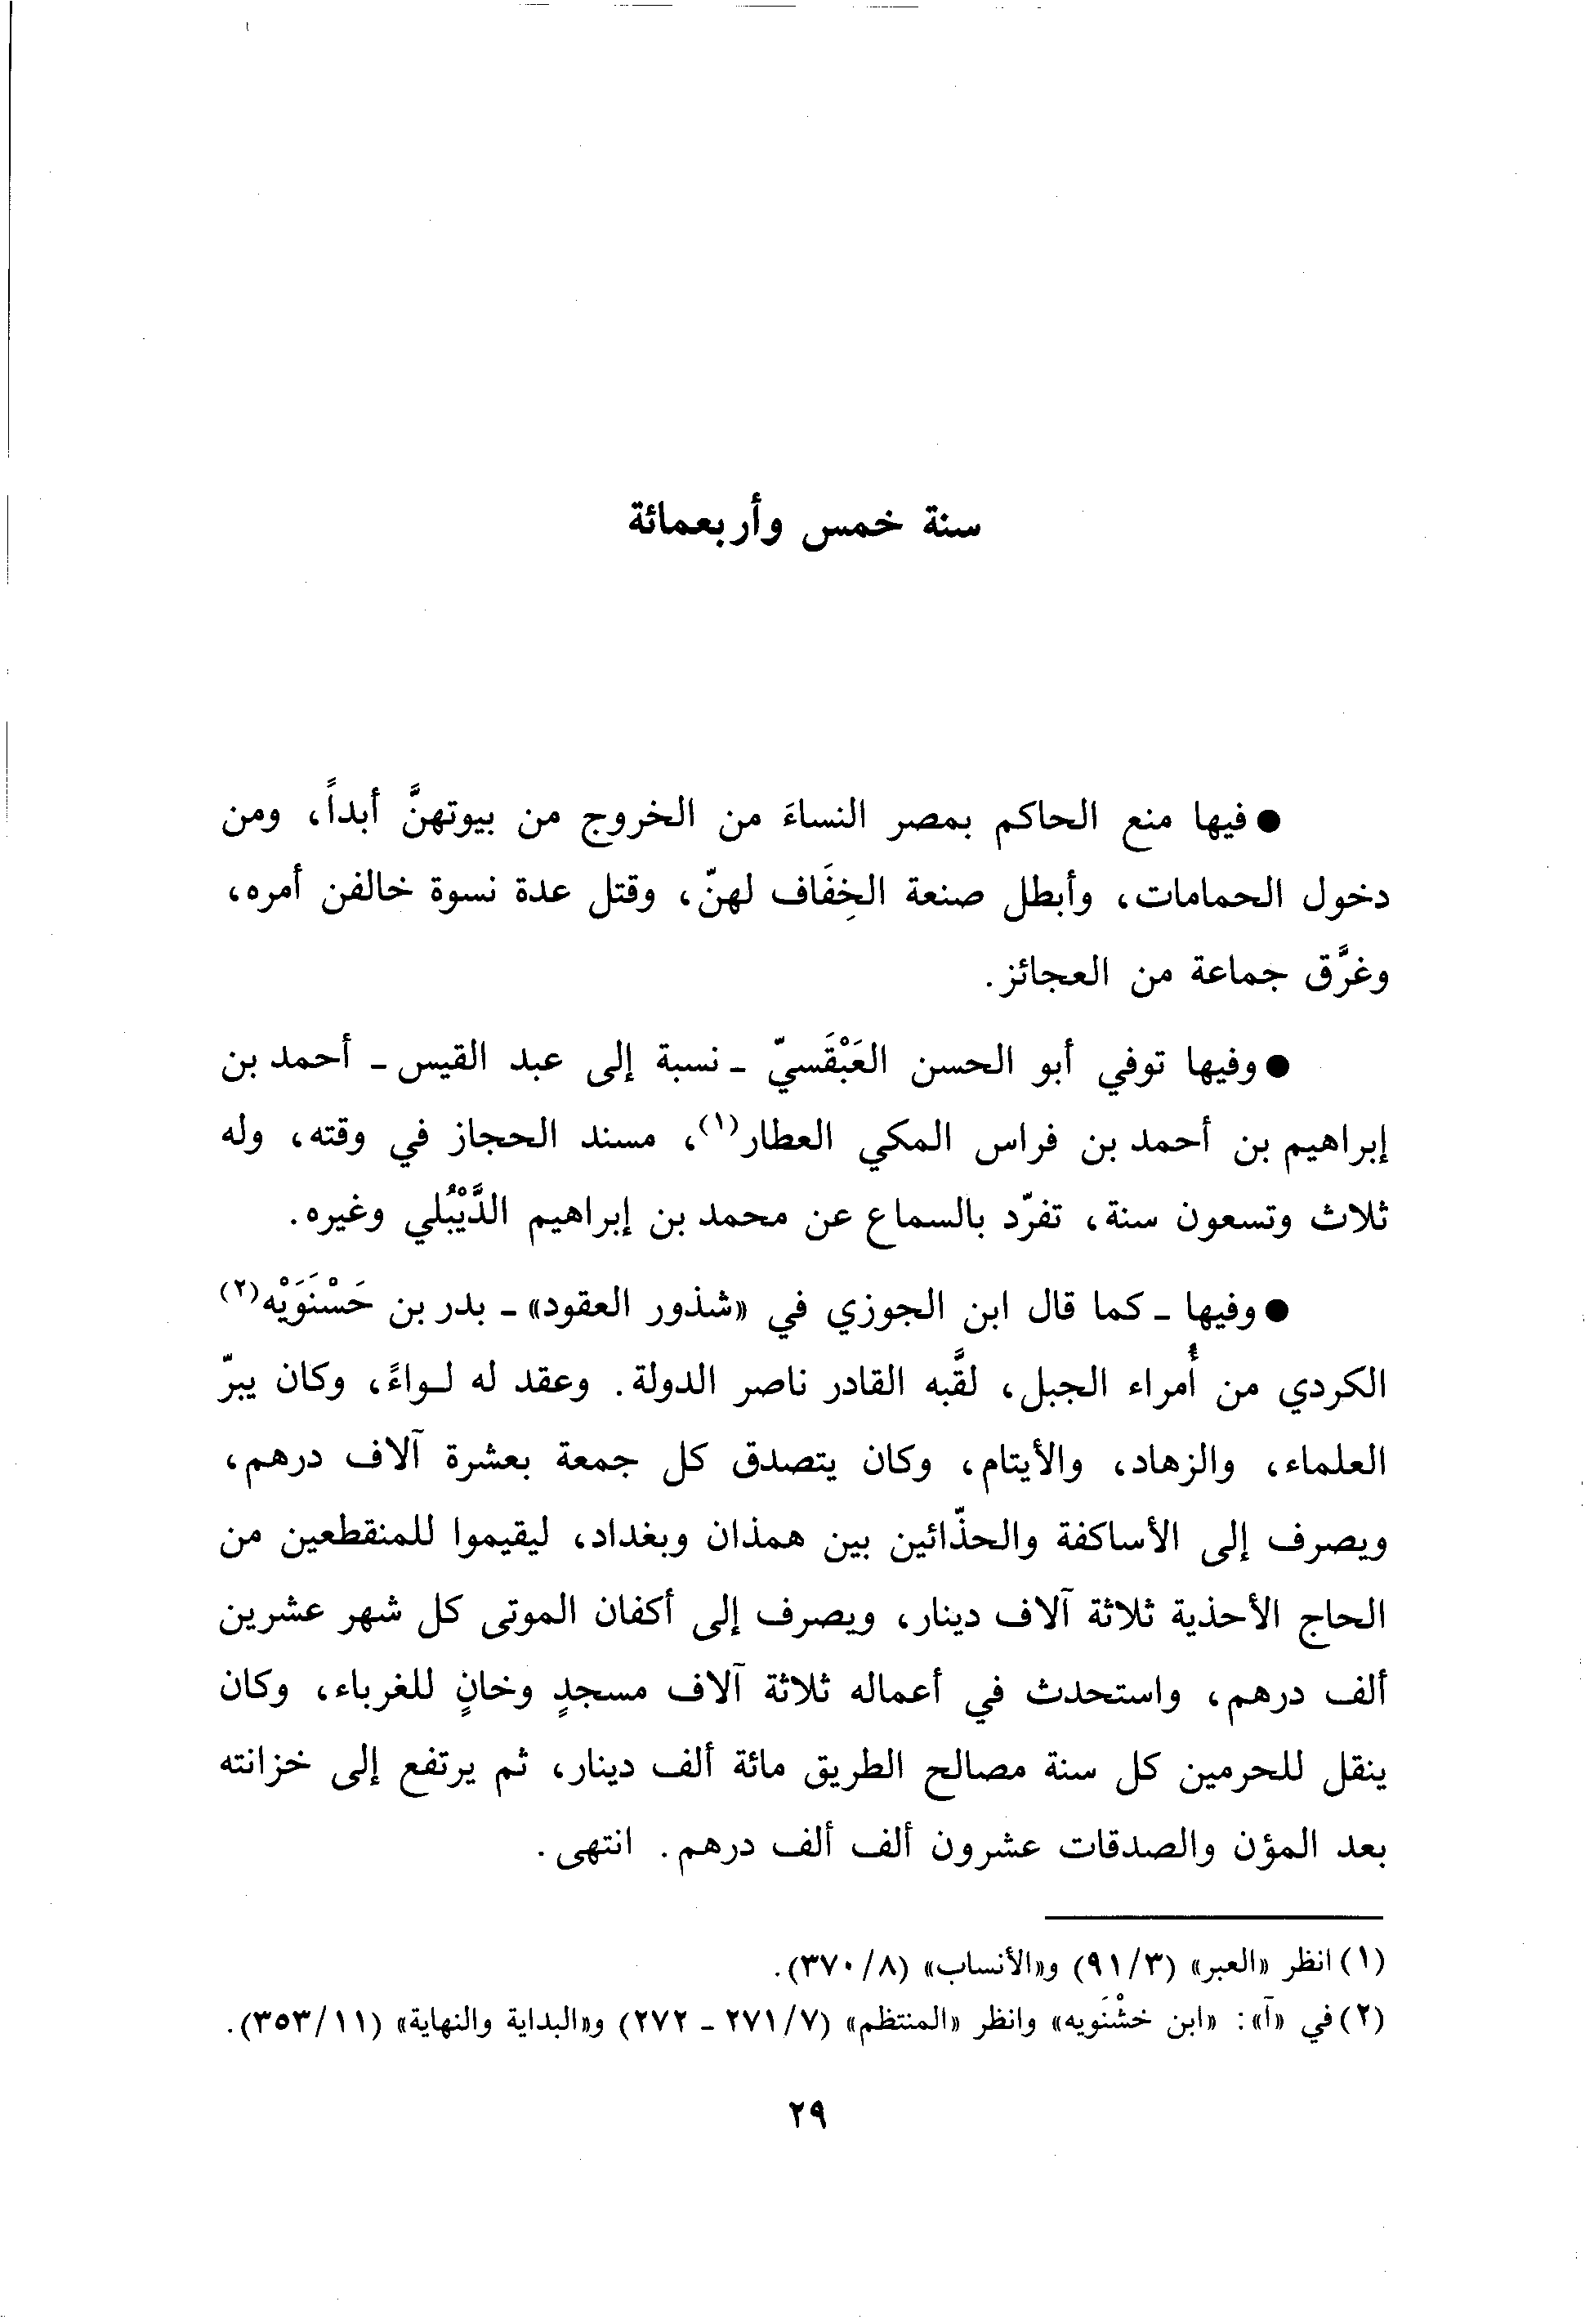 سنة خمس وأربعمائة
● فيها منع الحاكم بمصر النساءَ من الخروج من بيوتهنَّ أبداً، ومن
دخول الحمامات، وأبطل صنعة الخِفَاف لهنّ، وقتل عدة نسوة خالفن أمره،
وغرَّق جماعة من العجائز.
● وفيها توفي أبو الحسن العَبْقَسيّ ـ نسبة إلى عبد القيس ـ أحمد بن
إبراهيم بن أحمد بن فراس المكي العطار(١)، مسند الحجاز في وقته، وله
ثلاث وتسعون سنة، تفرّد بالسماع عن محمد بن إبراهيم الدَّيْبُلي وغيره.
● وفيها ـ كما قال ابن الجوزي في «شذور العقود» ـ بدر بن حَسْنَوَيْه(٢)
الكردي من أُمراء الجبل، لقَّبه القادر ناصر الدولة. وعقد له لـواءً، وكان يبرّ
العلماء، والزهاد، والأيتام، وكان يتصدق كل جمعة بعشرة آلاف درهم،
ويصرف إلى الأساكفة والحذّائين بين همذان وبغداد، ليقيموا للمنقطعين من
الحاج الأحذية ثلاثة آلاف دينار، ويصرف إلى أكفان الموتى كل شهر عشرين
ألف درهم، واستحدث في أعماله ثلاثة آلاف مسجدٍ وخانٍ للغرباء، وكان
ينقل للحرمين كل سنة مصالح الطريق مائة ألف دينار، ثم يرتفع إلى خزانته
بعد المؤن والصدقات عشرون ألف ألف درهم. انتهى.
(١) انظر «العبر» (٩١/٣) و«الأنساب» (٣٧٠/٨).
(٢) في «آ»: «ابن خشْنَويه» وانظر «المنتظم» (٢٧١/٧ ـ ٢٧٢) و«البداية والنهاية» (٣٥٣/١١).
٢٩